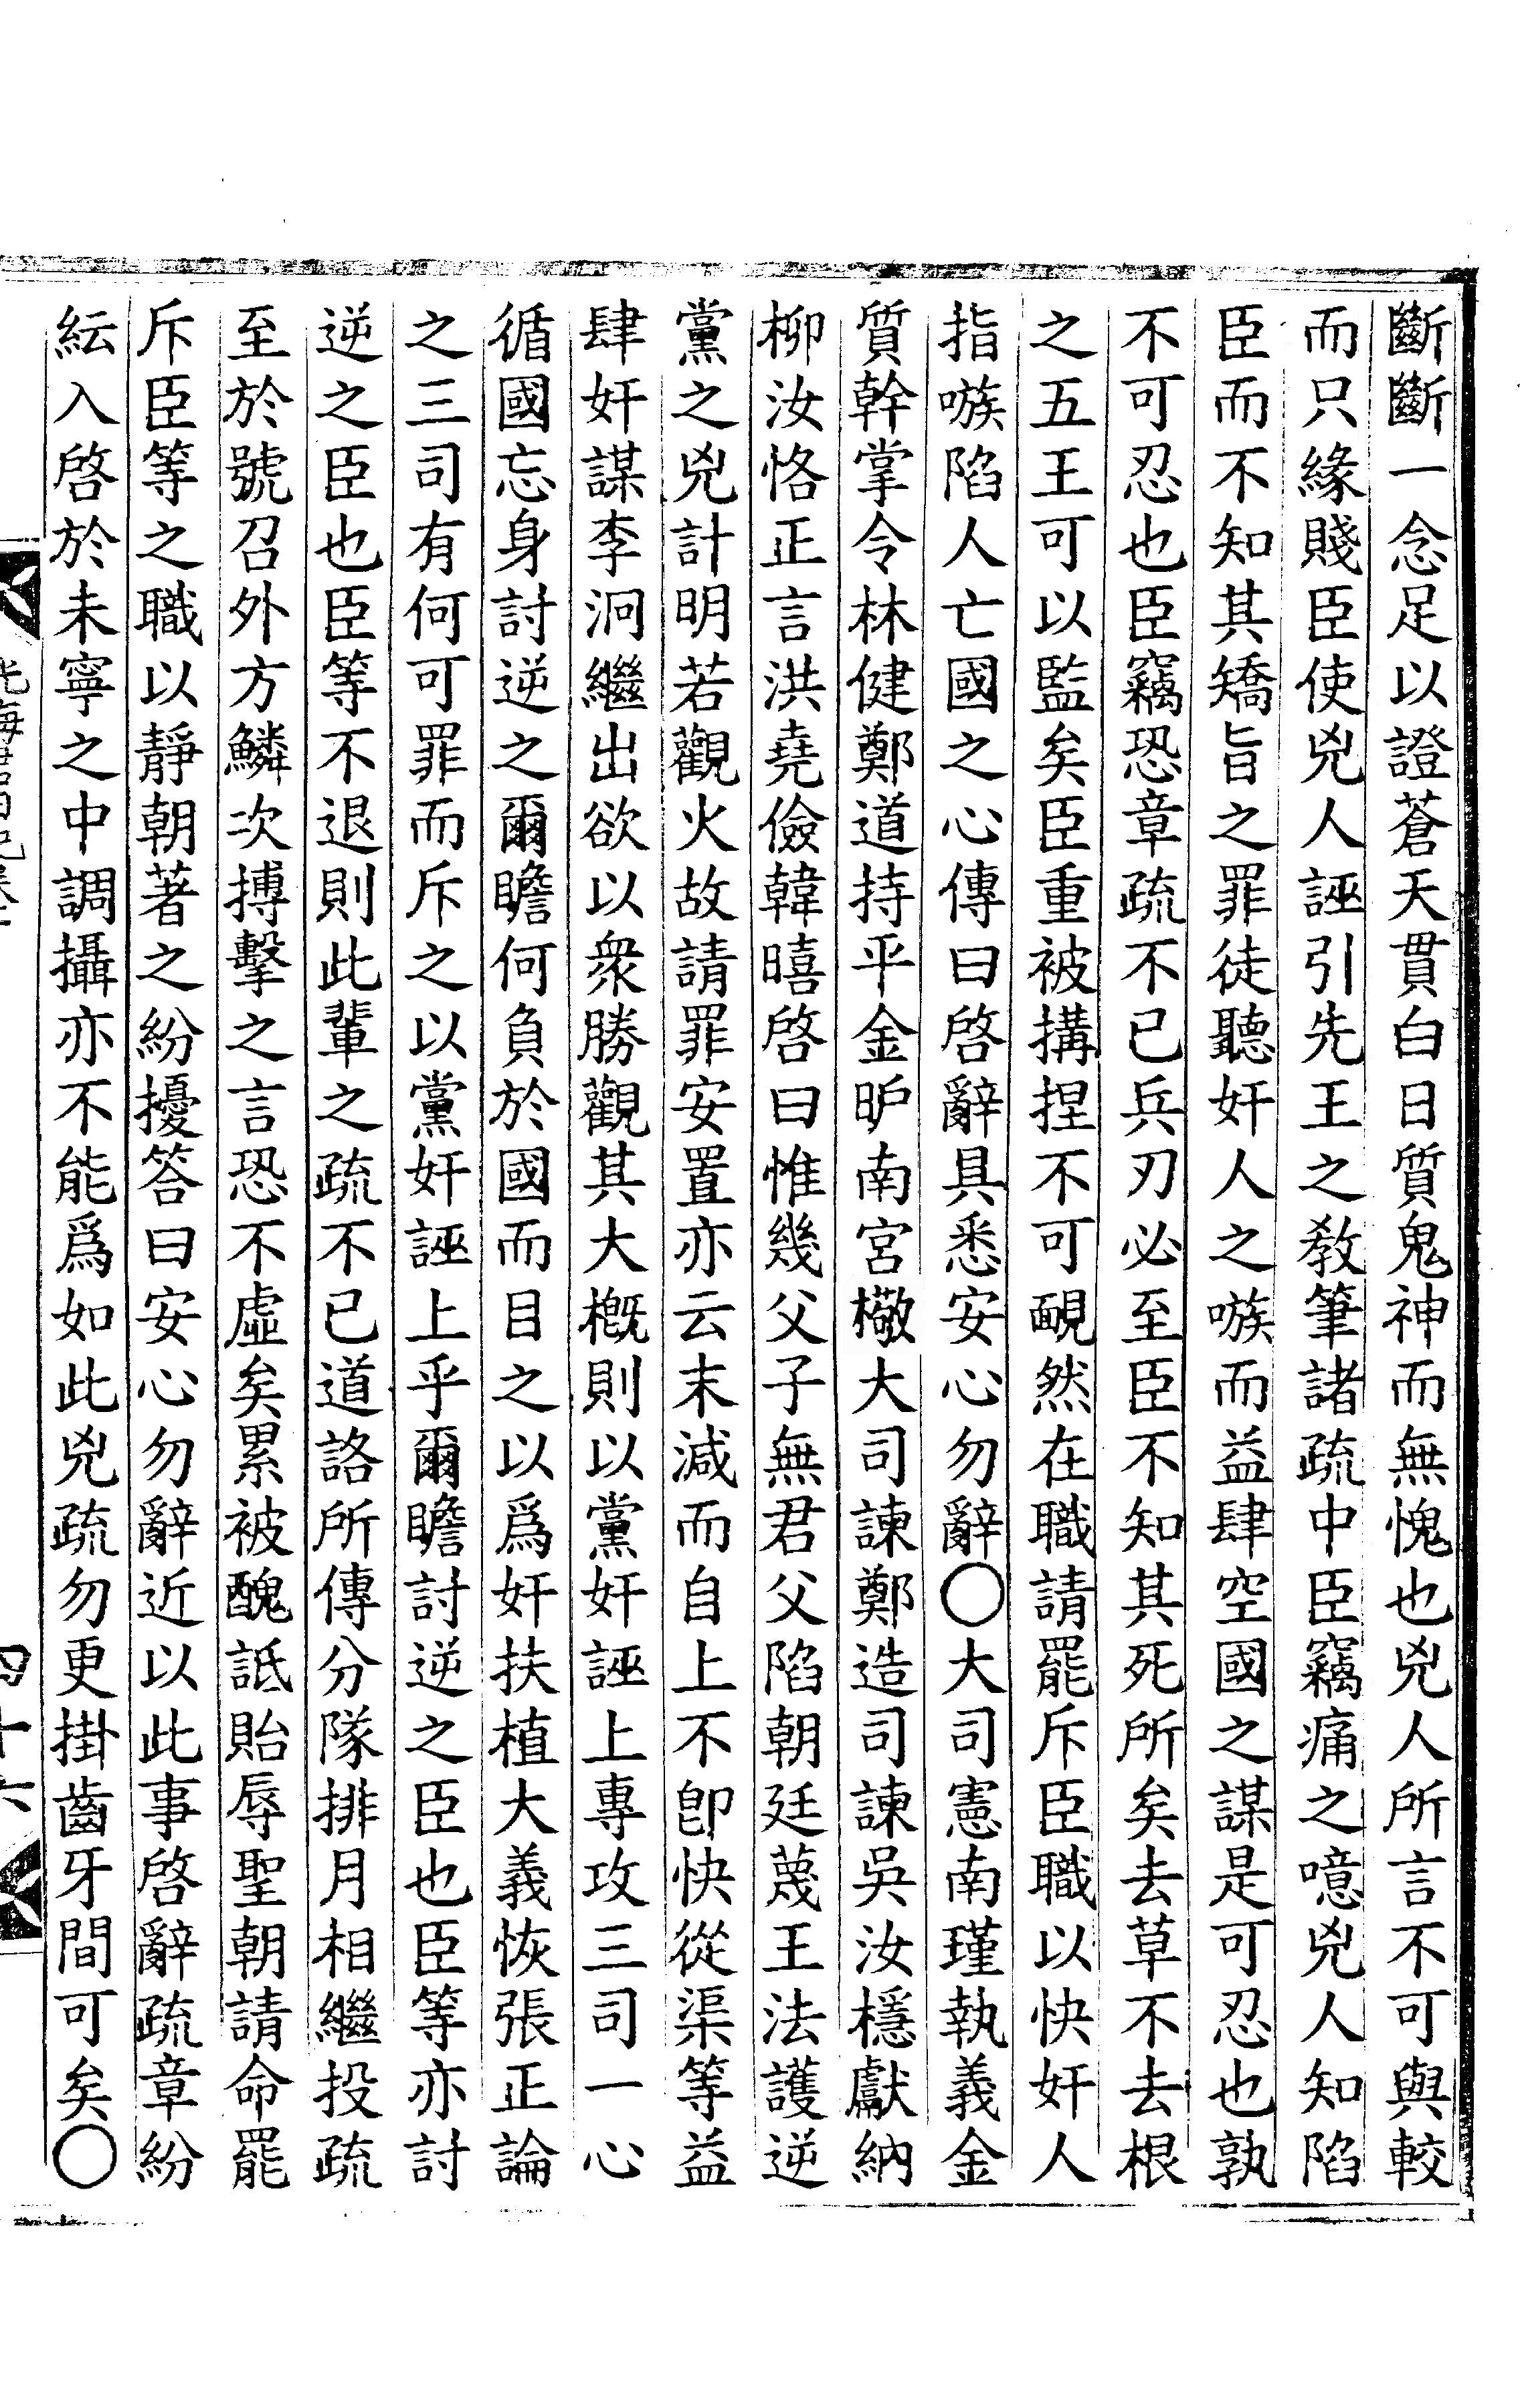 斷斷一念足以證蒼天貫白日質鬼神而無愧也兇人所言不可與較
而只緣賤臣使兇人誣引先王之敎筆諸疏中臣竊痛之噫兇人知陷
臣而不知其矯旨之罪徒聽奸人之嗾而益肆空國之謀是可忍也孰
不可忍也臣竊恐章疏不已兵刃必至臣不知其死所矣去草不去根
之五王可以監矣臣重被搆捏不可靦然在職請罷斥臣職以快奸人
指嗾陷人亡國之心傳曰啓辭具悉安心勿辭〇大司憲南瑾執義金
質幹掌令林健鄭道持平金昈南宮橵大司諫鄭造司諫吳汝穩獻納
柳汝恪正言洪堯儉韓暿啓曰惟幾父子無君父陷朝廷蔑王法護逆
黨之兇計明若觀火故請罪安置亦云末減而自上不卽快從渠等益
肆奸謀李泂繼出欲以衆勝觀其大槪則以黨奸誣上專攻三司一心
循國忘身討逆之爾瞻何負於國而目之以爲奸扶植大義恢張正論
之三司有何可罪而斥之以黨奸誣上乎爾瞻討逆之臣也臣等亦討
逆之臣也臣等不退則此輩之疏不已道詻所傳分隊排月相繼投疏
至於號召外方鱗次搏擊之言恐不虛矣累被醜詆貽辱聖朝請命罷
斥臣等之職以靜朝著之紛擾答曰安心勿辭近以此事啓辭疏章紛
紜入啓於未寧之中調攝亦不能爲如此兇疏勿更掛齒牙間可矣〇
四十六